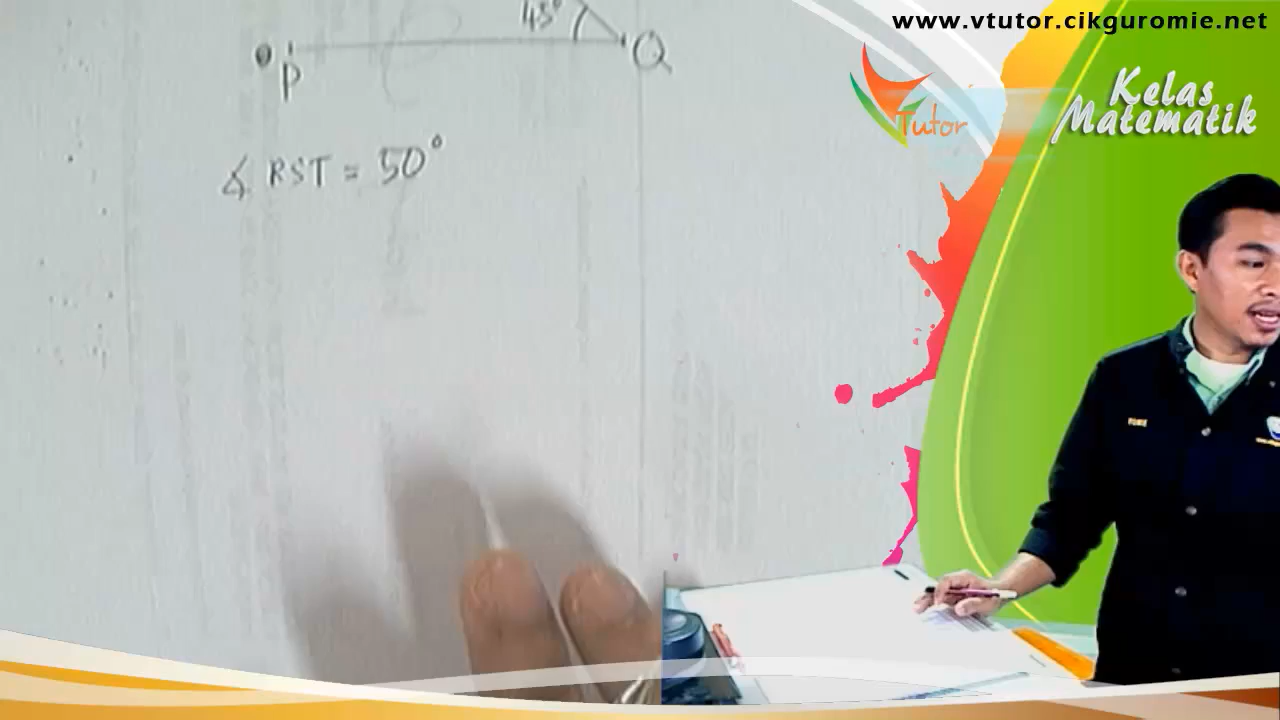 www.vtutor.cikguromie.net
Tutor
Kelas
Matematik
45°
P
Q
∡ RST = 50°